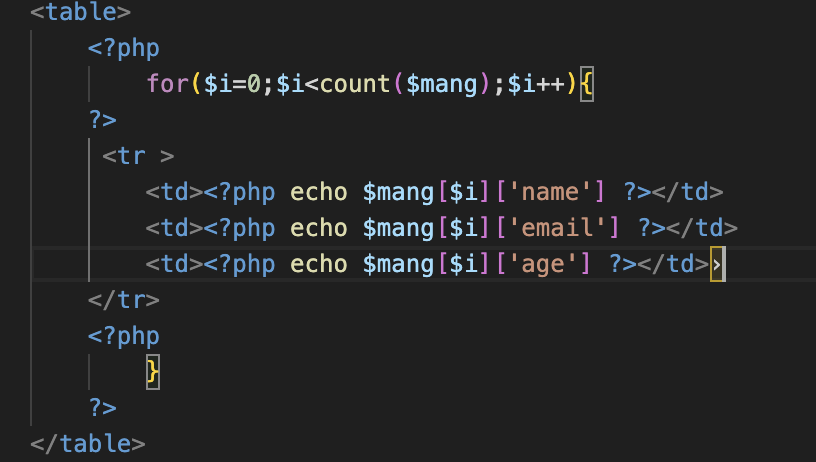 <table>
<?php
for($i=0;$i<count($mang);$i++){
?>
<tr >
<td><?php echo $mang[$i]['name'] ?></td>
<td><?php echo $mang[$i]['email'] ?></td>
<td><?php echo $mang[$i]['age'] ?></td>›
</tr>
<?php
}
?>
</table>